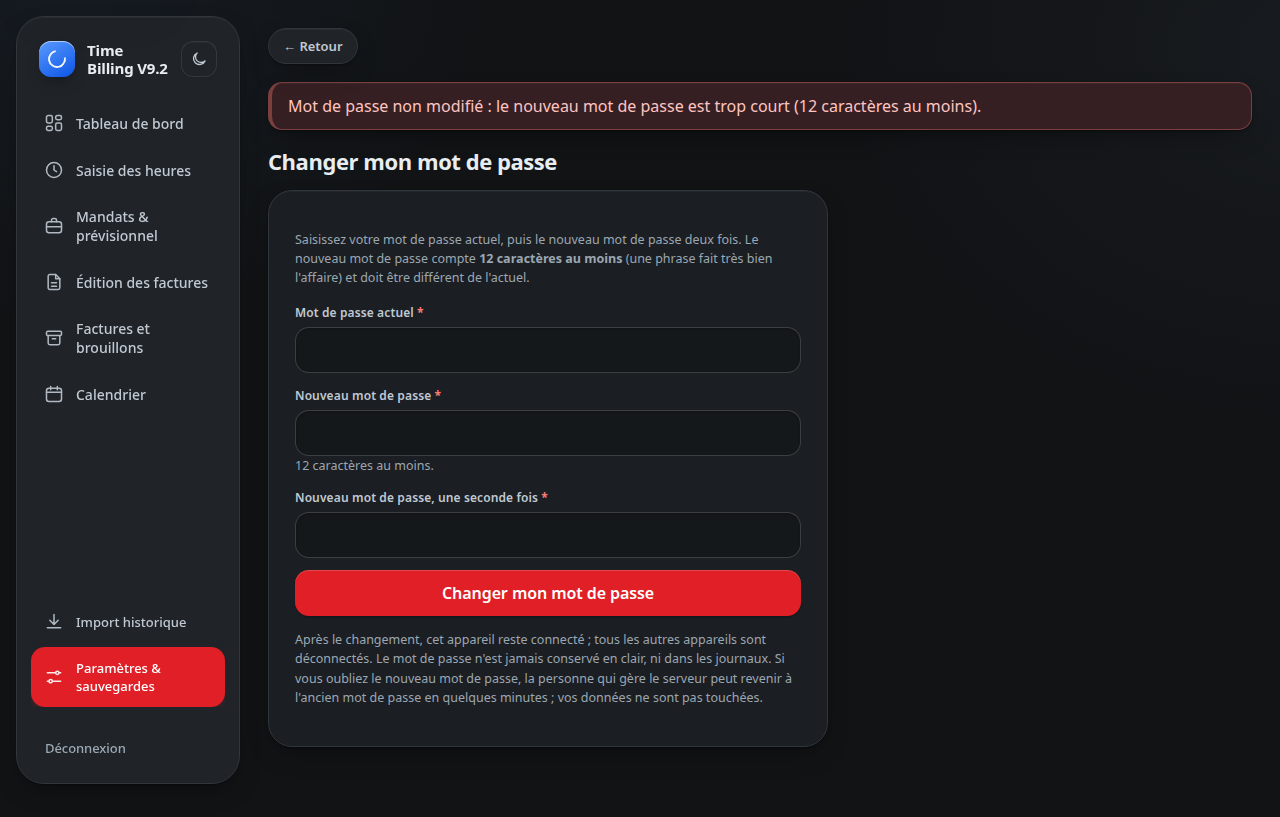 Time
Billing V9.2
Tableau de bord
Saisie des heures
Mandats &
prévisionnel
Édition des factures
Factures et
brouillons
Calendrier
Import historique
Paramètres &
sauvegardes
Déconnexion
← Retour
Mot de passe non modifié : le nouveau mot de passe est trop court (12 caractères au moins).
Changer mon mot de passe
Saisissez votre mot de passe actuel, puis le nouveau mot de passe deux fois. Le
nouveau mot de passe compte 12 caractères au moins (une phrase fait très bien
l'affaire) et doit être différent de l'actuel.
Mot de passe actuel *
Nouveau mot de passe *
12 caractères au moins.
Nouveau mot de passe, une seconde fois *
Changer mon mot de passe
Après le changement, cet appareil reste connecté ; tous les autres appareils sont
déconnectés. Le mot de passe n'est jamais conservé en clair, ni dans les journaux. Si
vous oubliez le nouveau mot de passe, la personne qui gère le serveur peut revenir à
l'ancien mot de passe en quelques minutes ; vos données ne sont pas touchées.